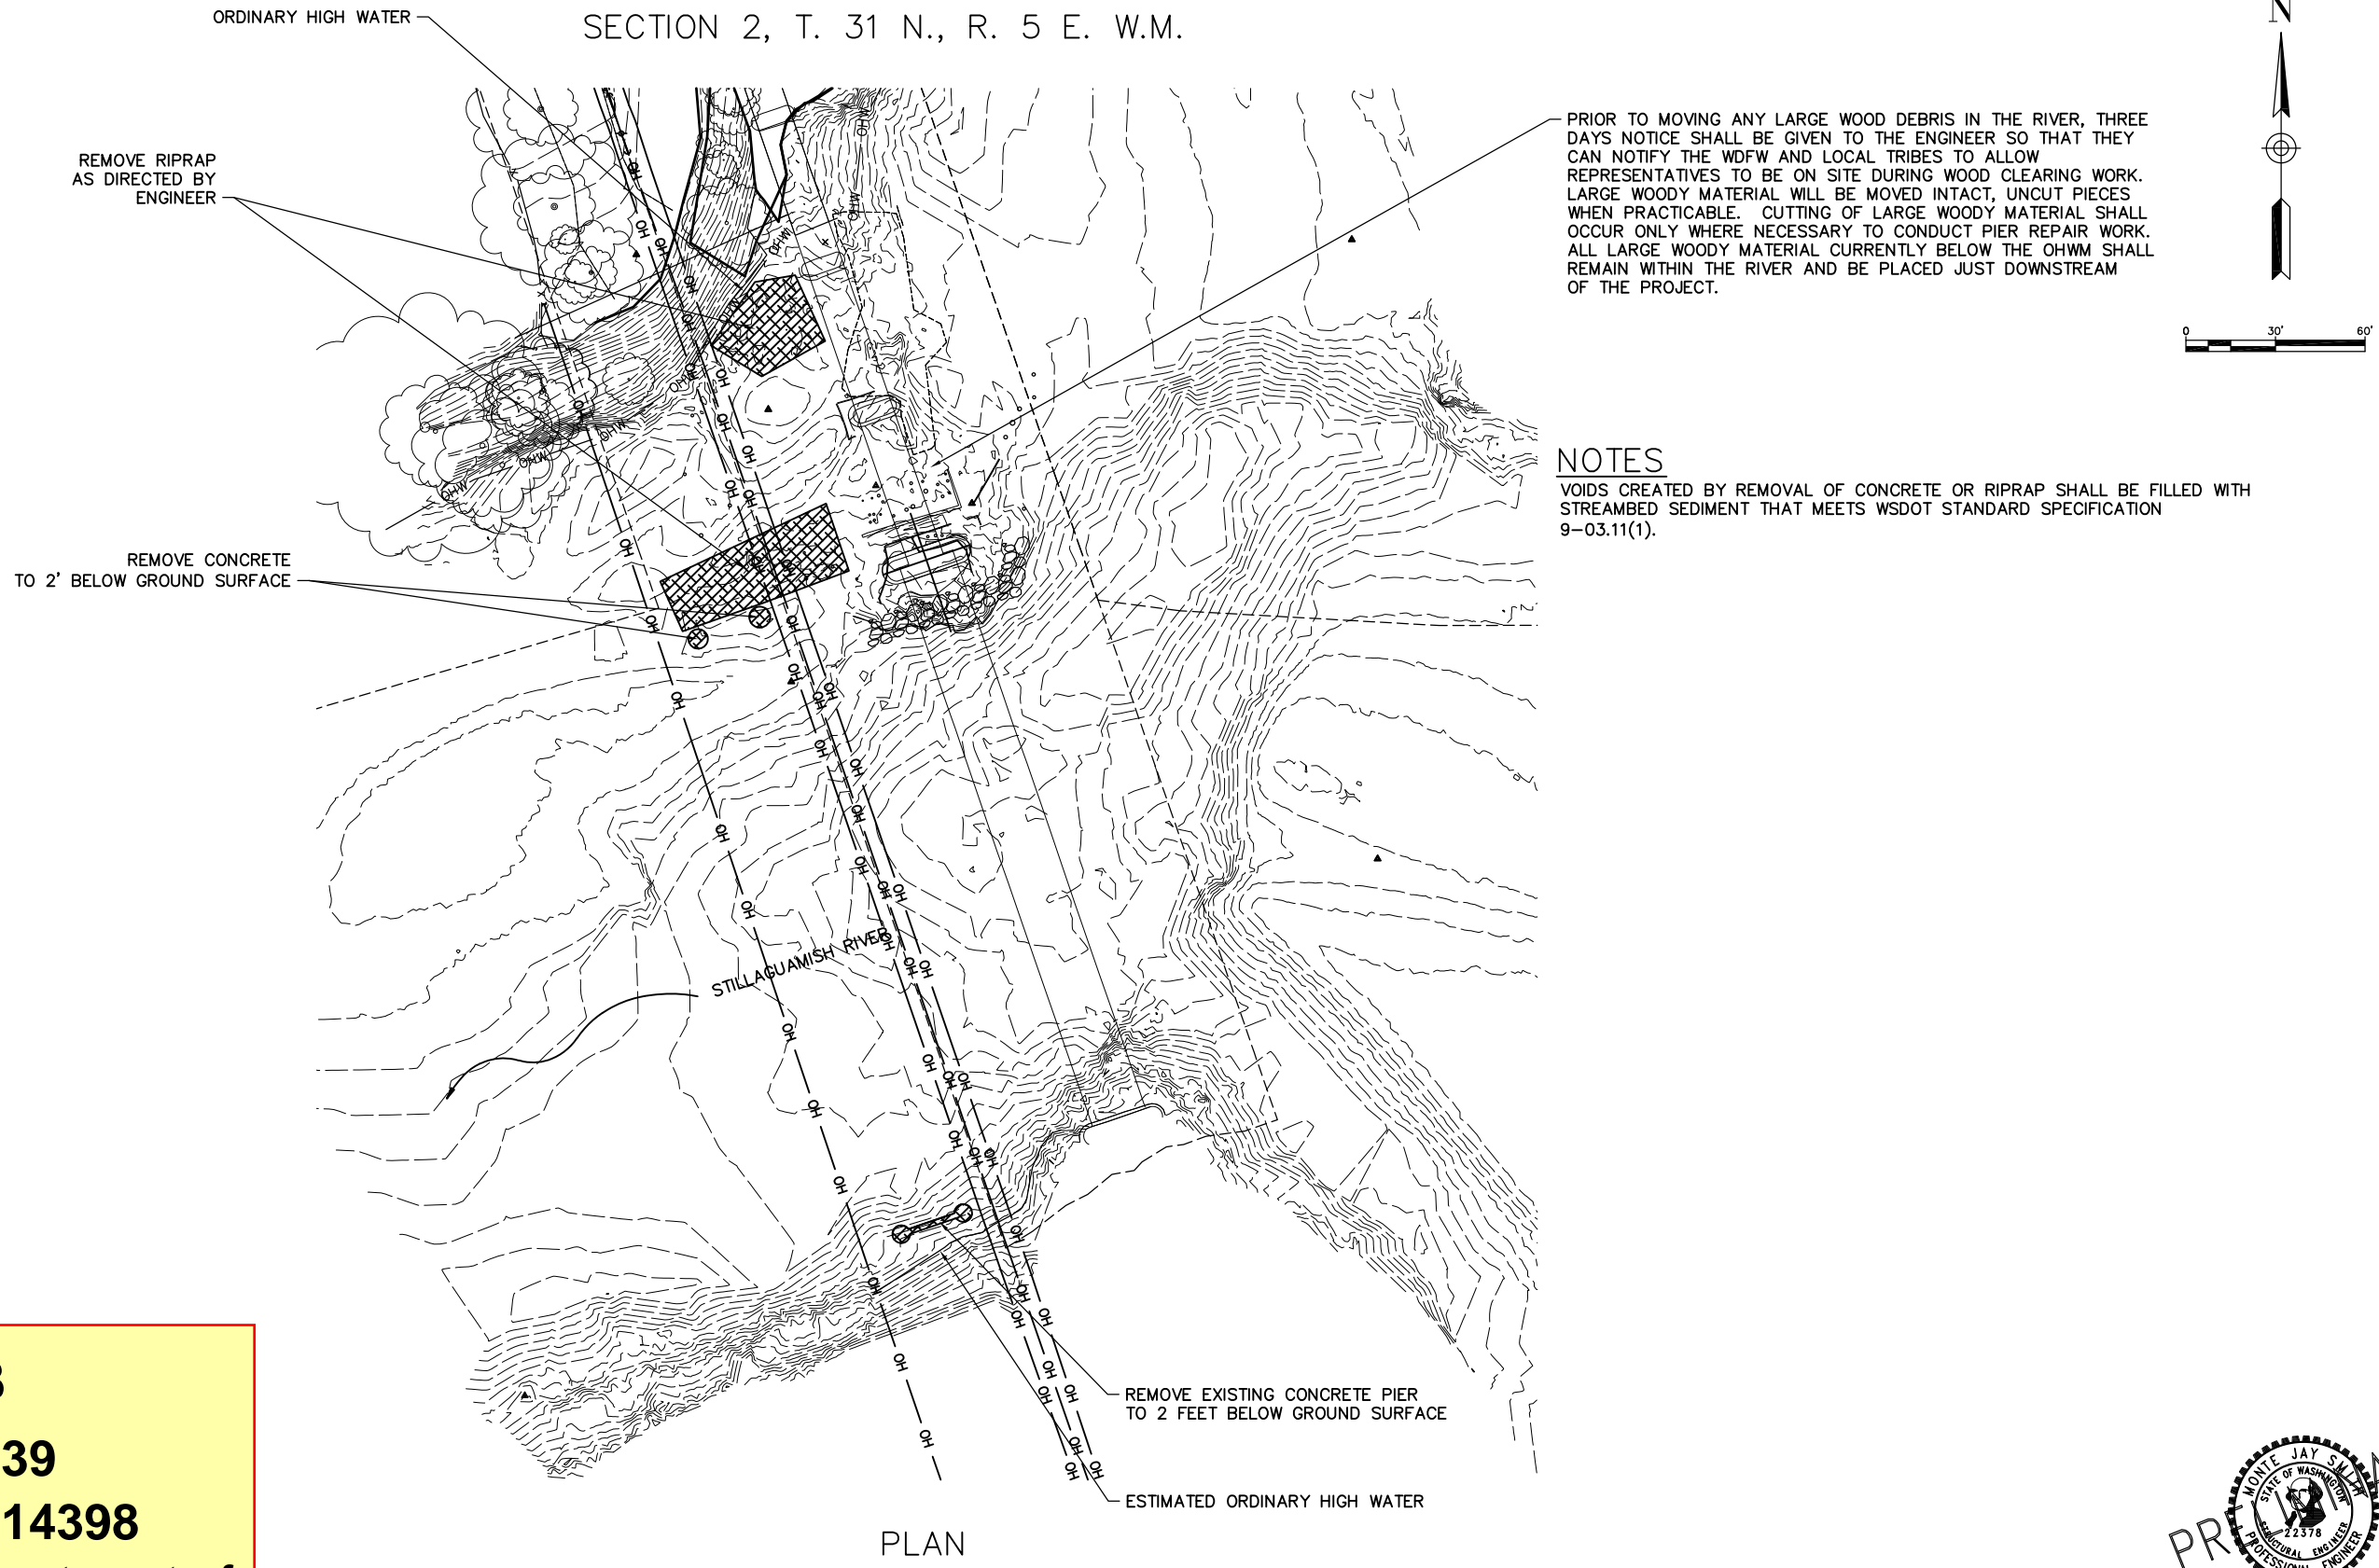 ORDINARY HIGH WATER
SECTION 2, T. 31 N., R. 5 E. W.M.
N
REMOVE RIPRAP
AS DIRECTED BY
ENGINEER
PRIOR TO MOVING ANY LARGE WOOD DEBRIS IN THE RIVER, THREE
DAYS NOTICE SHALL BE GIVEN TO THE ENGINEER SO THAT THEY
CAN NOTIFY THE WDFW AND LOCAL TRIBES TO ALLOW
REPRESENTATIVES TO BE ON SITE DURING WOOD CLEARING WORK.
LARGE WOODY MATERIAL WILL BE MOVED INTACT, UNCUT PIECES
WHEN PRACTICABLE.  CUTTING OF LARGE WOODY MATERIAL SHALL
OCCUR ONLY WHERE NECESSARY TO CONDUCT PIER REPAIR WORK.
ALL LARGE WOODY MATERIAL CURRENTLY BELOW THE OHWM SHALL
REMAIN WITHIN THE RIVER AND BE PLACED JUST DOWNSTREAM
OF THE PROJECT.
0 30' 60'
NOTES
VOIDS CREATED BY REMOVAL OF CONCRETE OR RIPRAP SHALL BE FILLED WITH
STREAMBED SEDIMENT THAT MEETS WSDOT STANDARD SPECIFICATION
9-03.11(1).
REMOVE CONCRETE
TO 2' BELOW GROUND SURFACE
OHW
OHW
OHW
OHW
OH
OH
OH
OH
STILLAGUAMISH RIVER
REMOVE EXISTING CONCRETE PIER
TO 2 FEET BELOW GROUND SURFACE
ESTIMATED ORDINARY HIGH WATER
PLAN
39
14398
MONTE JAY SMITH
STATE OF WASHINGTON
22378
STRUCTURAL ENGINEER
PROFESSIONAL ENGINEER